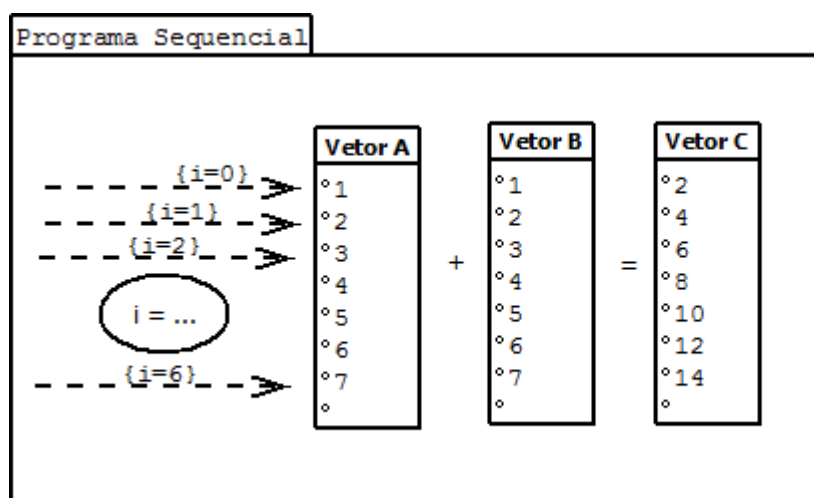 Programa Sequencial
Vetor A
Vetor B
Vetor C
{i=0}
1
1
2
{i=1}
2
2
4
{i=2}
3
3
6
+
=
4
4
8
i = ...
5
5
10
6
6
12
{i=6}
7
7
14